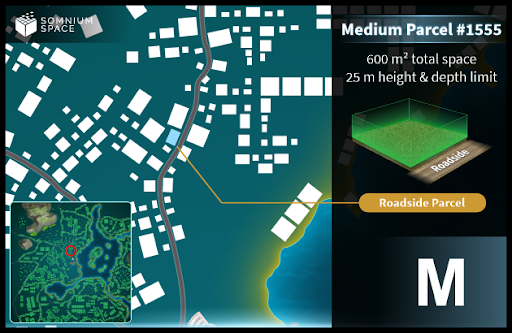 SOMNIUM
SPACE
Medium Parcel #1555
600 m² total space
25 m height & depth limit
Roadside
Roadside Parcel
M